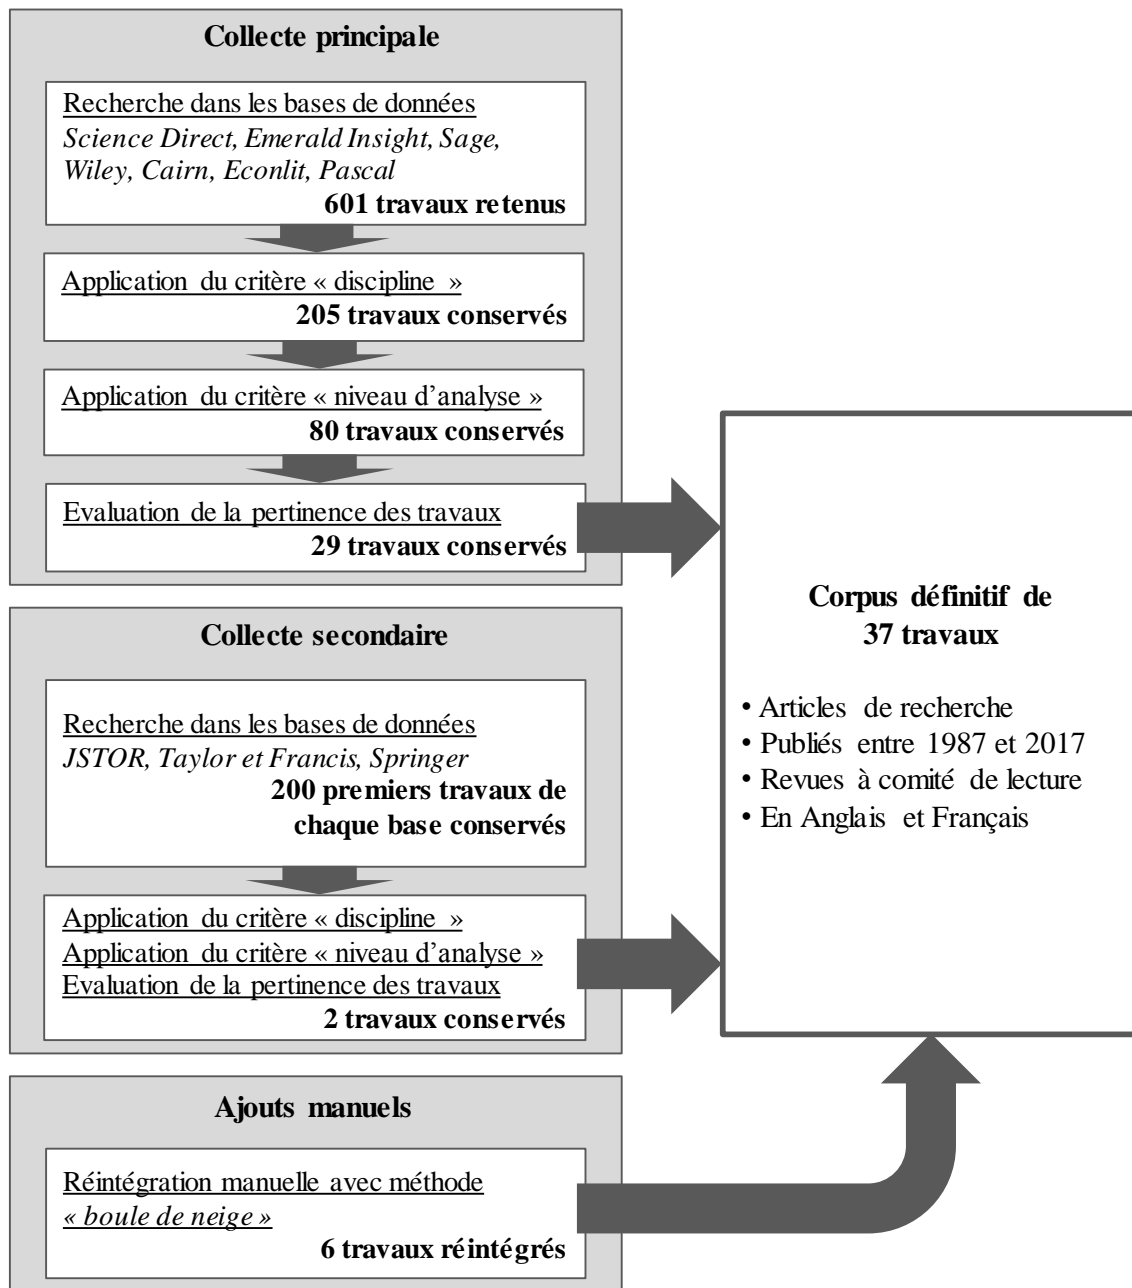 Collecte principale
Recherche dans les bases de données
Science Direct, Emerald Insight, Sage,
Wiley, Cairn, Econlit, Pascal
601 travaux retenus
Application du critère « discipline »
205 travaux conservés
Application du critère « niveau d'analyse »
80 travaux conservés
Evaluation de la pertinence des travaux
29 travaux conservés
Collecte secondaire
Recherche dans les bases de données
JSTOR, Taylor et Francis, Springer
200 premiers travaux de
chaque base conservés
Application du critère « discipline »
Application du critère « niveau d'analyse »
Evaluation de la pertinence des travaux
2 travaux conservés
Ajouts manuels
Réintégration manuelle avec méthode
« boule de neige »
6 travaux réintégrés
Corpus définitif de
37 travaux
• Articles de recherche
• Publiés entre 1987 et 2017
• Revues à comité de lecture
• En Anglais et Français